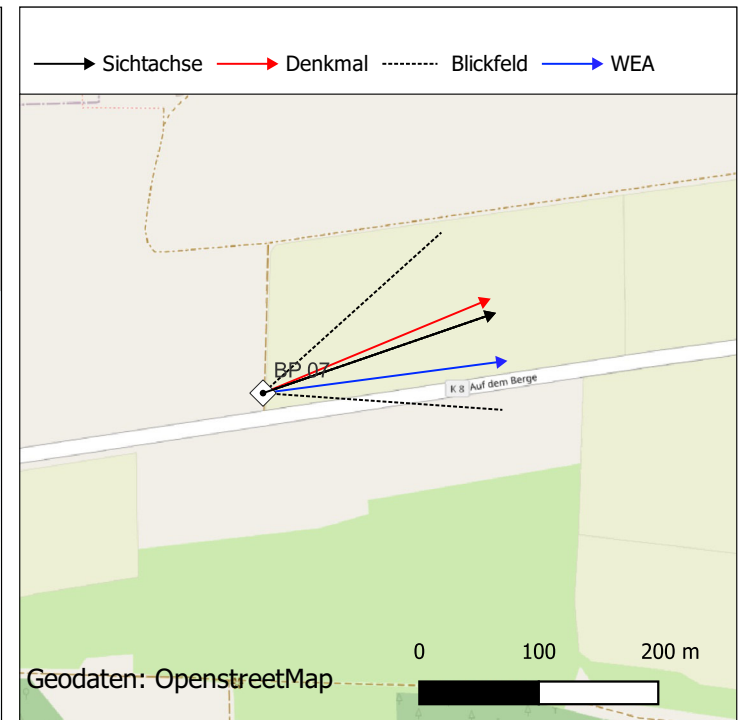 Sichtachse Denkmal Blickfeld WEA
BP 07
K 8 Auf dem Berge
0 100 200 m
Geodaten: OpenstreetMap